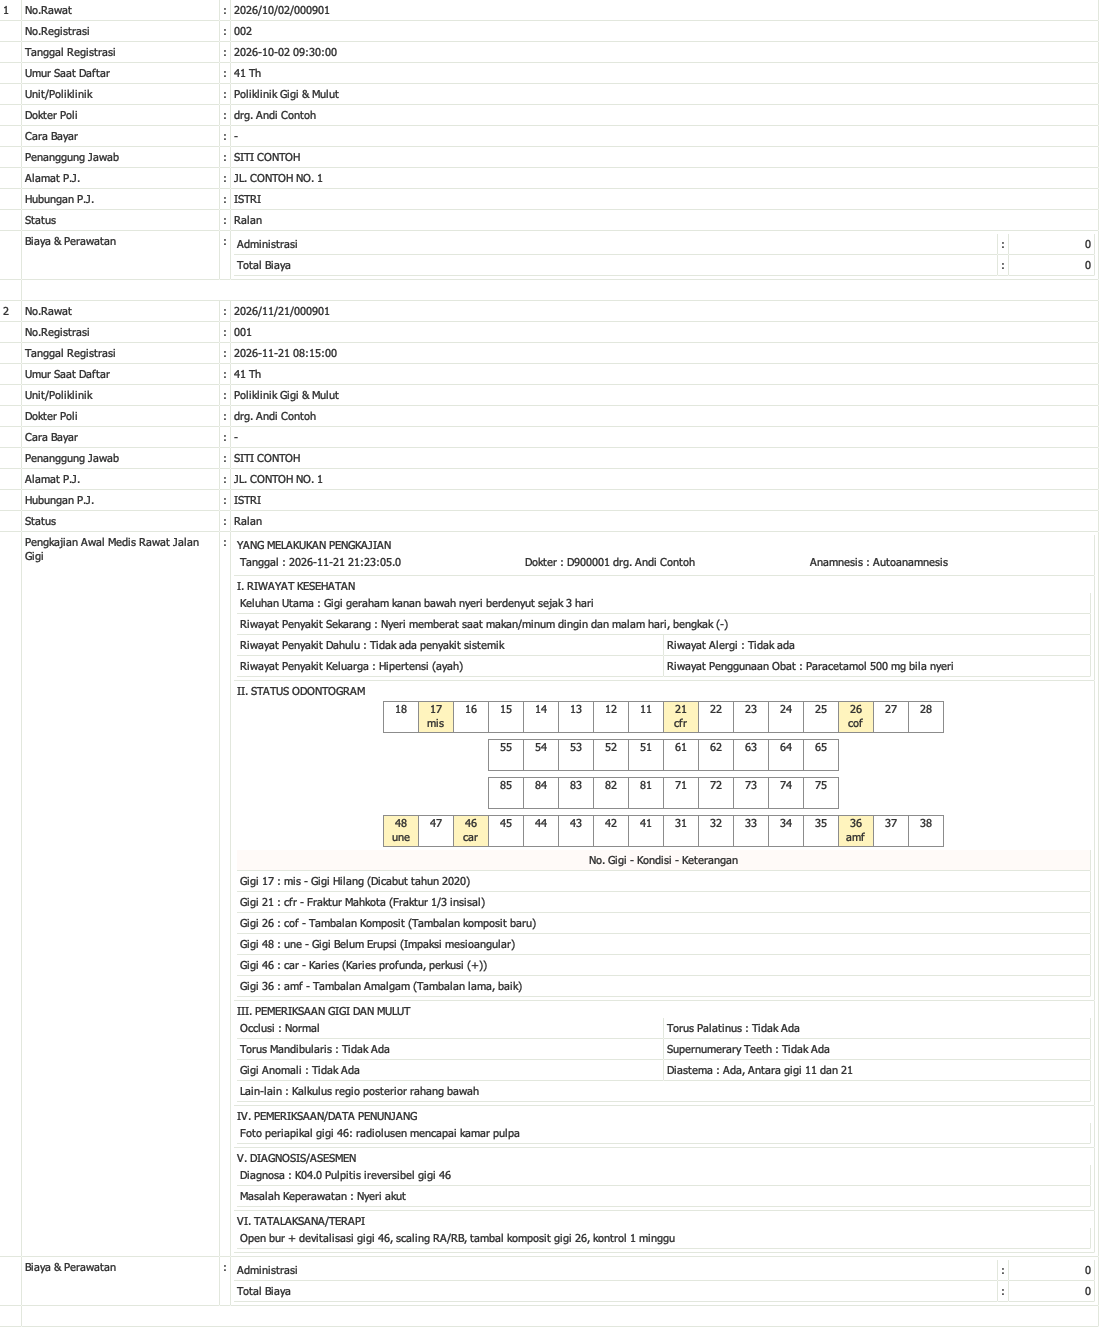 1 No.Rawat : 2026/10/02/000901
No.Registrasi : 002
Tanggal Registrasi : 2026-10-02 09:30:00
Umur Saat Daftar : 41 Th
Unit/Poliklinik : Poliklinik Gigi & Mulut
Dokter Poli : drg. Andi Contoh
Cara Bayar : -
Penanggung Jawab : SITI CONTOH
Alamat P.J. : JL. CONTOH NO. 1
Hubungan P.J. : ISTRI
Status : Ralan
Biaya & Perawatan : Administrasi : 0
Total Biaya : 0
2 No.Rawat : 2026/11/21/000901
No.Registrasi : 001
Tanggal Registrasi : 2026-11-21 08:15:00
Umur Saat Daftar : 41 Th
Unit/Poliklinik : Poliklinik Gigi & Mulut
Dokter Poli : drg. Andi Contoh
Cara Bayar : -
Penanggung Jawab : SITI CONTOH
Alamat P.J. : JL. CONTOH NO. 1
Hubungan P.J. : ISTRI
Status : Ralan
Pengkajian Awal Medis Rawat Jalan
Gigi
: YANG MELAKUKAN PENGKAJIAN
Tanggal : 2026-11-21 21:23:05.0 Dokter : D900001 drg. Andi Contoh Anamnesis : Autoanamnesis
I. RIWAYAT KESEHATAN
Keluhan Utama : Gigi geraham kanan bawah nyeri berdenyut sejak 3 hari
Riwayat Penyakit Sekarang : Nyeri memberat saat makan/minum dingin dan malam hari, bengkak (-)
Riwayat Penyakit Dahulu : Tidak ada penyakit sistemik Riwayat Alergi : Tidak ada
Riwayat Penyakit Keluarga : Hipertensi (ayah) Riwayat Penggunaan Obat : Paracetamol 500 mg bila nyeri
II. STATUS ODONTOGRAM
18 17 16 15 14 13 12 11 21 22 23 24 25 26 27 28
mis cfr cof
55 54 53 52 51 61 62 63 64 65
85 84 83 82 81 71 72 73 74 75
48 47 46 45 44 43 42 41 31 32 33 34 35 36 37 38
une car amf
No. Gigi - Kondisi - Keterangan
Gigi 17 : mis - Gigi Hilang (Dicabut tahun 2020)
Gigi 21 : cfr - Fraktur Mahkota (Fraktur 1/3 insisal)
Gigi 26 : cof - Tambalan Komposit (Tambalan komposit baru)
Gigi 48 : une - Gigi Belum Erupsi (Impaksi mesioangular)
Gigi 46 : car - Karies (Karies profunda, perkusi (+))
Gigi 36 : amf - Tambalan Amalgam (Tambalan lama, baik)
III. PEMERIKSAAN GIGI DAN MULUT
Occlusi : Normal Torus Palatinus : Tidak Ada
Torus Mandibularis : Tidak Ada Supernumerary Teeth : Tidak Ada
Gigi Anomali : Tidak Ada Diastema : Ada, Antara gigi 11 dan 21
Lain-lain : Kalkulus regio posterior rahang bawah
IV. PEMERIKSAAN/DATA PENUNJANG
Foto periapikal gigi 46: radiolusen mencapai kamar pulpa
V. DIAGNOSIS/ASESMEN
Diagnosa : K04.0 Pulpitis ireversibel gigi 46
Masalah Keperawatan : Nyeri akut
VI. TATALAKSANA/TERAPI
Open bur + devitalisasi gigi 46, scaling RA/RB, tambal komposit gigi 26, kontrol 1 minggu
Biaya & Perawatan : Administrasi : 0
Total Biaya : 0